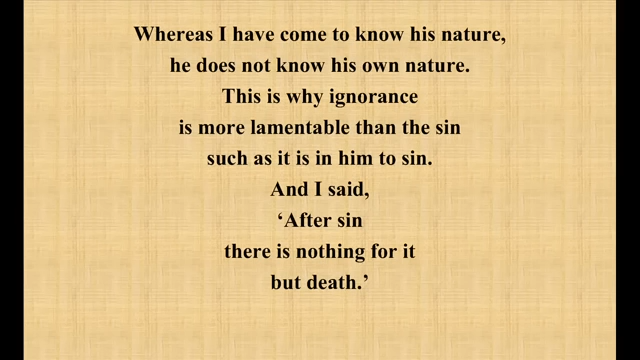 Whereas I have come to know his nature,
he does not know his own nature.
This is why ignorance
is more lamentable than the sin
such as it is in him to sin.
And I said,
‘After sin
there is nothing for it
but death.’